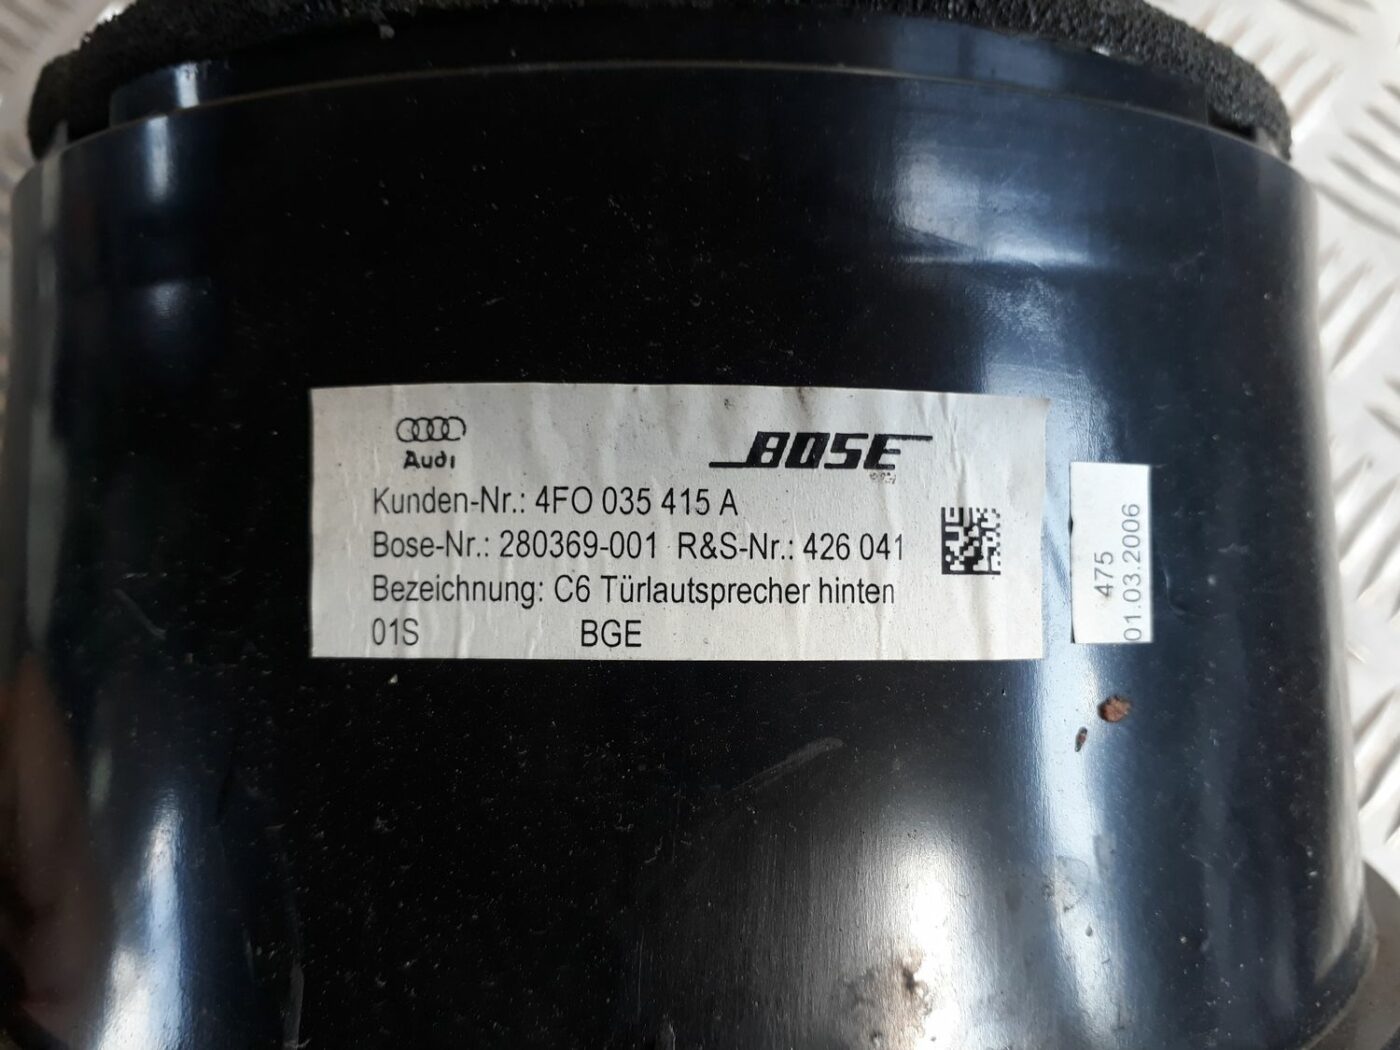 Audi
BOSE
Kunden-Nr.: 4FO 035 415 A
Bose-Nr.: 280369-001 R&S-Nr.: 426 041
Bezeichnung: C6 Türlautsprecher hinten
01S BGE
475
01.03.2006